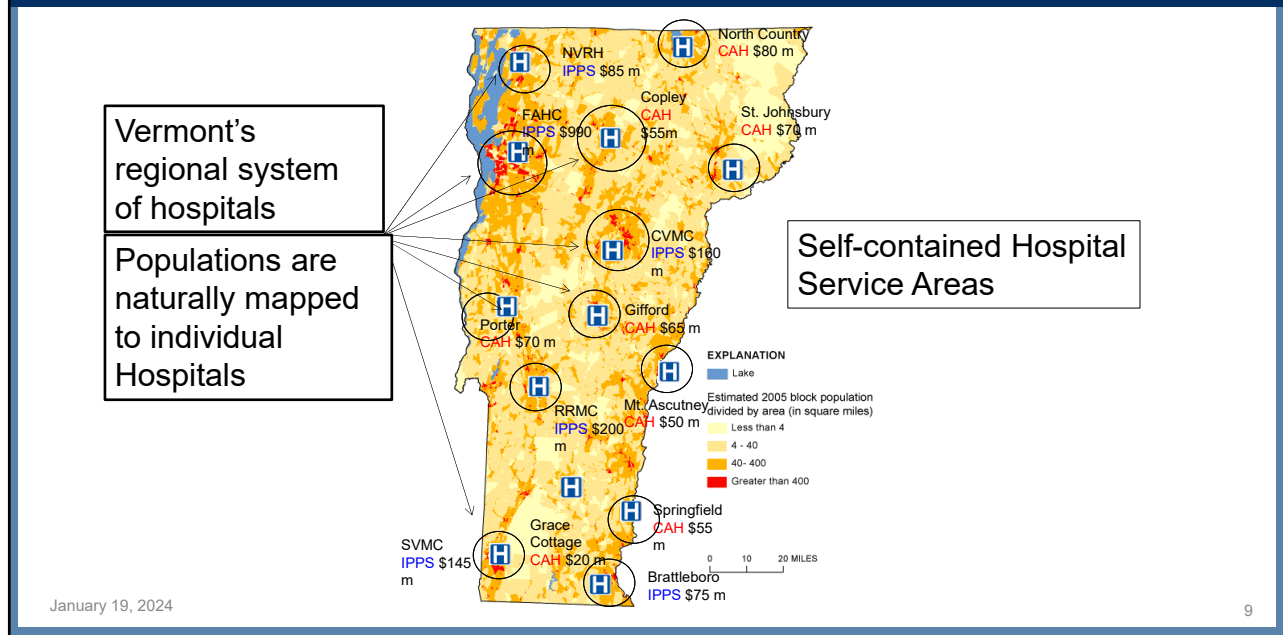 Vermont's
regional system
of hospitals
Populations are
naturally mapped
to individual
Hospitals
Self-contained Hospital
Service Areas
H
NVRH
IPPS $85 m
H
North Country
CAH $80 m
H
FAHC
IPPS $990
m
H
Copley
CAH
$55m
H
St. Johnsbury
CAH $70 m
H
CVMC
IPPS $160
m
H
Porter
CAH $70 m
H
Gifford
CAH $65 m
H
RRMC
IPPS $200
m
H
Mt. Ascutney
CAH $50 m
H
H
Springfield
CAH $55
m
H
SVMC
IPPS $145
m
Grace
Cottage
CAH $20 m
H
Brattleboro
IPPS $75 m
EXPLANATION
Lake
Estimated 2005 block population
divided by area (in square miles)
Less than 4
4 - 40
40- 400
Greater than 400
0 10 20 MILES
January 19, 2024
9